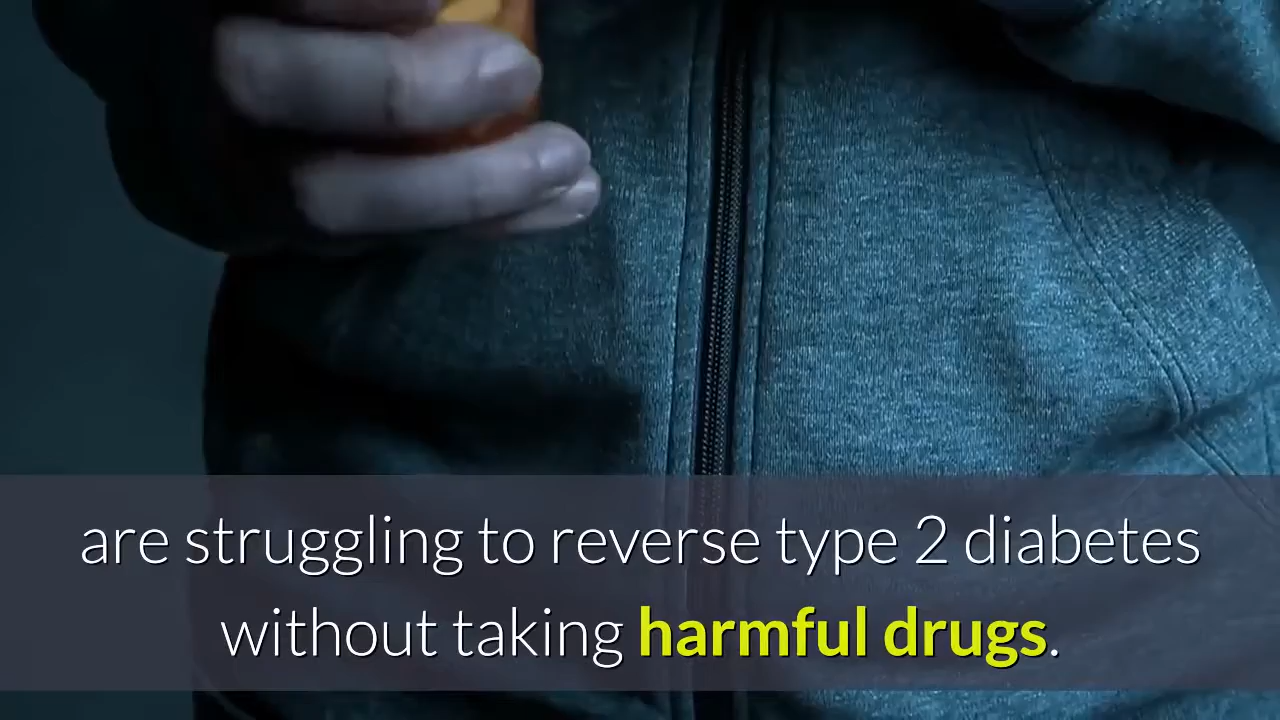 are struggling to reverse type 2 diabetes
without taking harmful drugs.